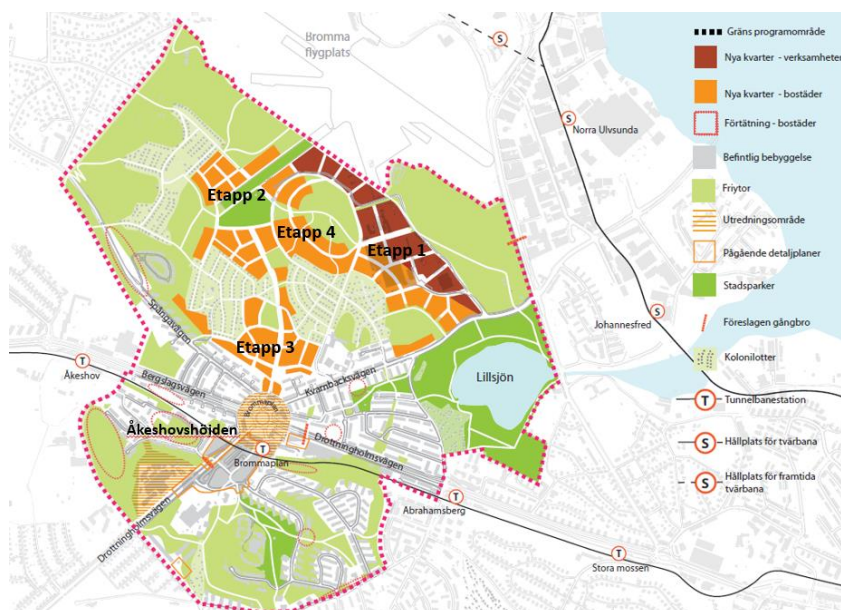 Bromma
flygplats
S
Norra Ulvsunda
S
Johannesfred
S
Etapp 2
Etapp 4
Etapp 1
Etapp 3
Spångavägen
Åkeshov
T
Bergslagsvägen
Kvarnbacksvägen
Lillsjön
Åkeshovshöjden
T
Brommaplan
Drottningholmsvägen
Drottningholmsvägen
T
Abrahamsberg
T
Stora mossen
Gräns programområde
Nya kvarter - verksamheter
Nya kvarter - bostäder
Förtätning - bostäder
Befintlig bebyggelse
Friytor
Utredningsområde
Pågående detaljplaner
Stadsparker
Föreslagen gångbro
Kolonilotter
T
Tunnelbanestation
S
Hållplats för tvärbana
S
Hållplats för framtida
tvärbana